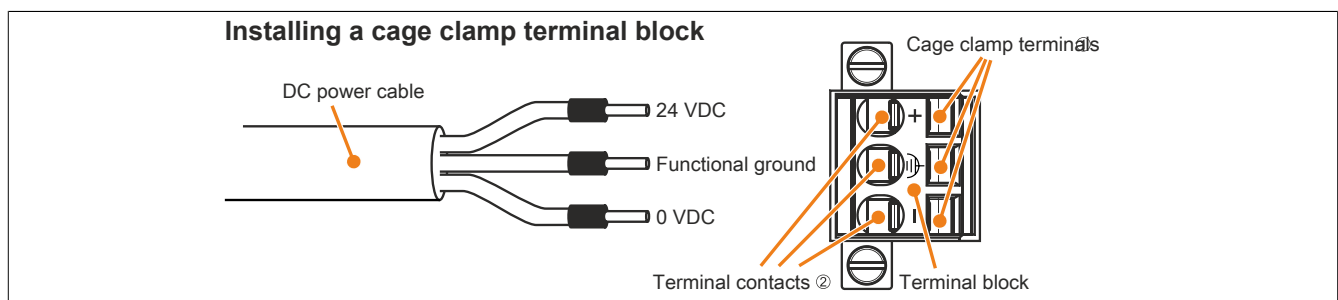 Installing a cage clamp terminal block
Cage clamp terminals ①
DC power cable
24 VDC
+
Functional ground
0 VDC
−
Terminal contacts ②
Terminal block